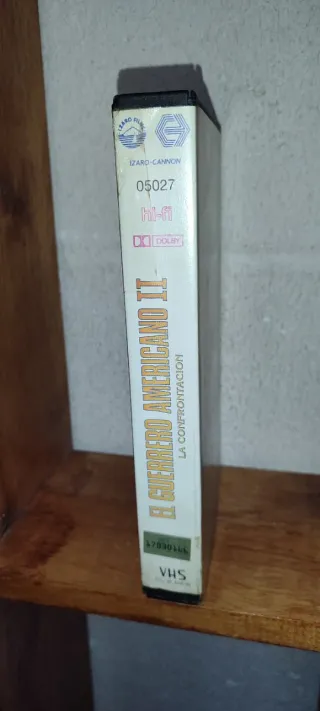 IZARO FILMS
IZARO-CANNON
05027
hi-fi
DOLBY
EL GUERRERO AMERICANO II
LA CONFRONTACION
VHS